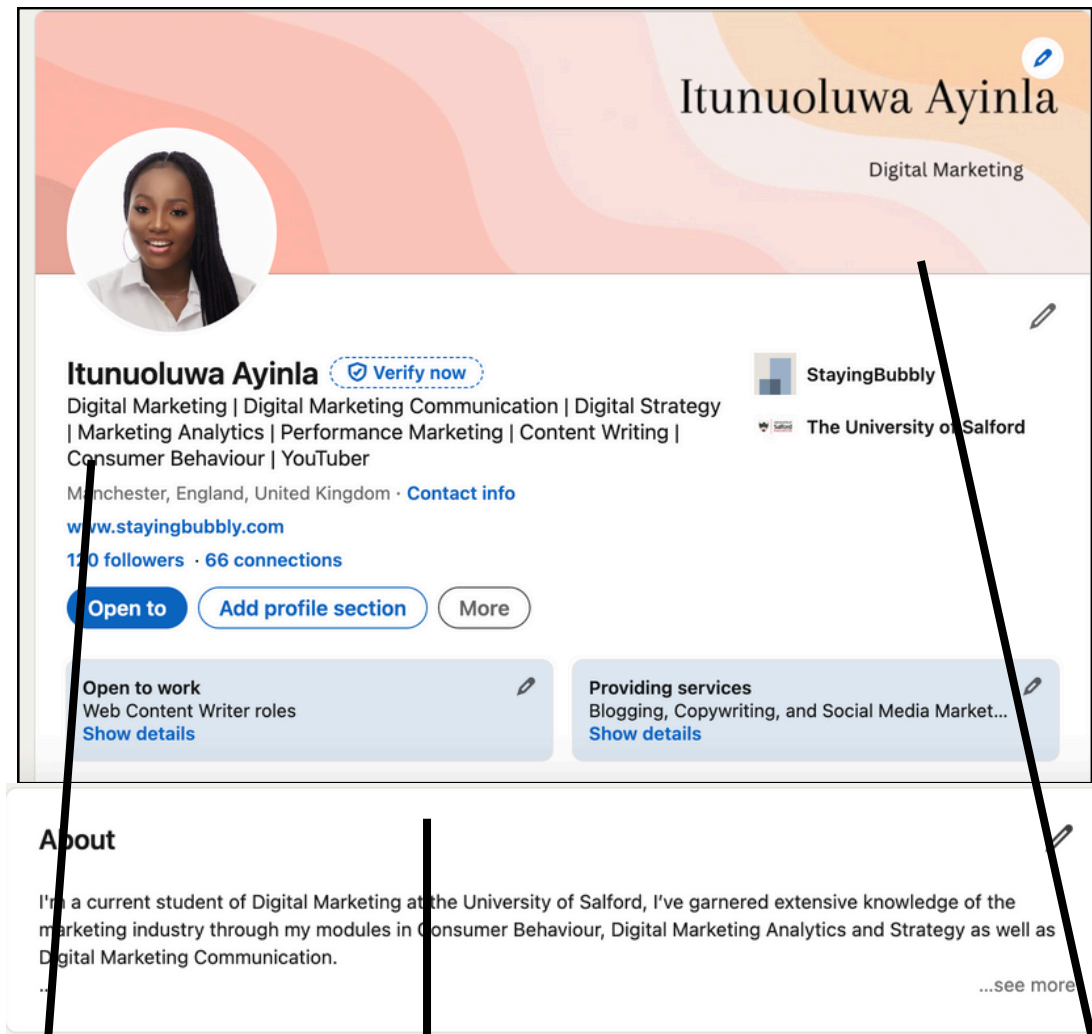 Itunuoluwa Ayinla
Digital Marketing
Itunuoluwa Ayinla Verify now
Digital Marketing | Digital Marketing Communication | Digital Strategy
| Marketing Analytics | Performance Marketing | Content Writing |
Consumer Behaviour | YouTuber
Manchester, England, United Kingdom · Contact info
www.stayingbubbly.com
120 followers · 66 connections
Open to
Add profile section
More
StayingBubbly
The University of Salford
Open to work
Web Content Writer roles
Show details
Providing services
Blogging, Copywriting, and Social Media Market...
Show details
About
I'm a current student of Digital Marketing at the University of Salford, I've garnered extensive knowledge of the
marketing industry through my modules in Consumer Behaviour, Digital Marketing Analytics and Strategy as well as
Digital Marketing Communication.
..
...see more